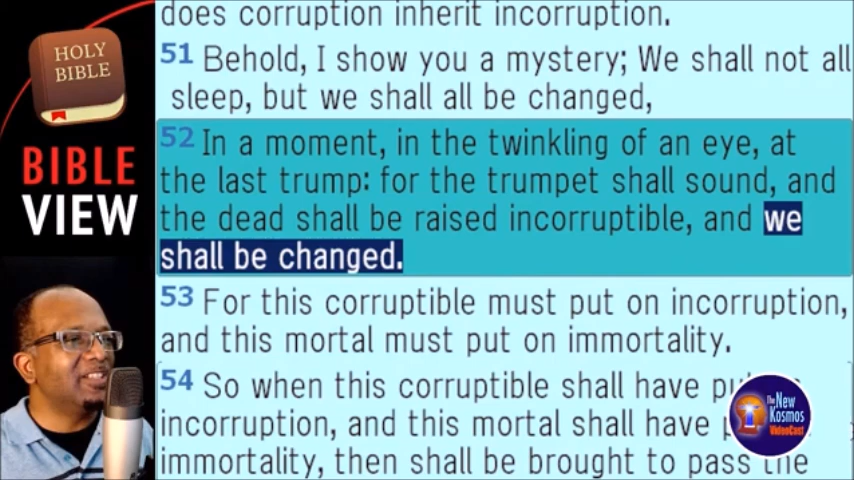 HOLY
BIBLE
BIBLE
VIEW
does corruption inherit incorruption.
51 Behold, I show you a mystery; We shall not all
sleep, but we shall all be changed,
52 In a moment, in the twinkling of an eye, at
the last trump: for the trumpet shall sound, and
the dead shall be raised incorruptible, and we
shall be changed.
53 For this corruptible must put on incorruption,
and this mortal must put on immortality.
54 So when this corruptible shall have
incorruption, and this mortal shall have
immortality, then shall be brought to pass the
The New
Kosmos
VideoCast